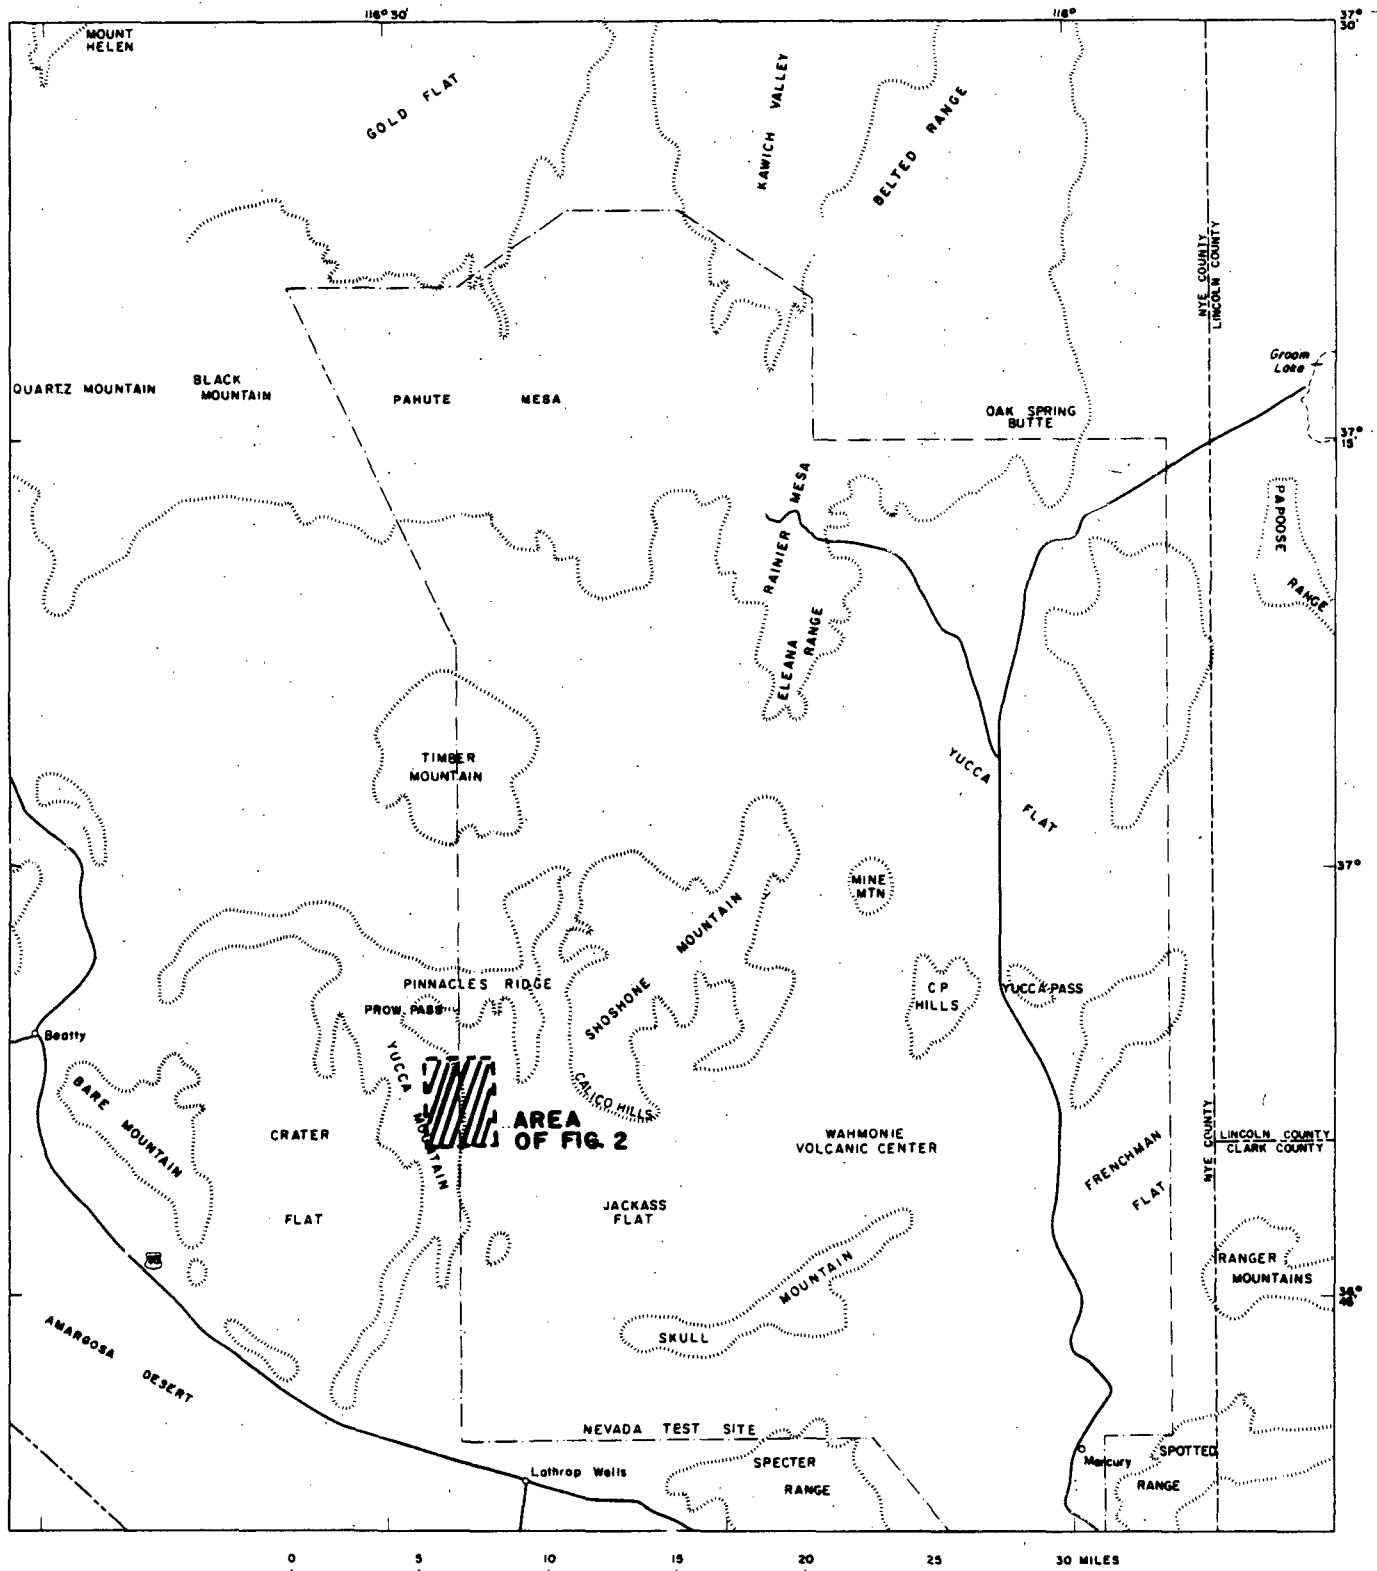 116° 30'
116°
37°
30'
MOUNT
HELEN
GOLD FLAT
KAWICH VALLEY
BELTED RANGE
NYE COUNTY
LINCOLN COUNTY
Groom
Lake
QUARTZ MOUNTAIN
BLACK
MOUNTAIN
PAHUTE MESA
OAK SPRING
BUTTE
37°
15'
RAINIER MESA
PAPOOSE
RANGE
ELEANA
RANGE
TIMBER
MOUNTAIN
YUCCA
FLAT
37°
MINE
MTN
SHOSHONE MOUNTAIN
PINNACLES RIDGE
PROW PASS
CP
HILLS
YUCCA PASS
Beatty
YUCCA MOUNTAIN
BARE MOUNTAIN
CALICO HILLS
AREA
OF FIG. 2
CRATER
FLAT
WAHMONIE
VOLCANIC CENTER
FRENCHMAN
FLAT
NYE COUNTY
LINCOLN COUNTY
CLARK COUNTY
JACKASS
FLAT
RANGER
MOUNTAINS
SKULL MOUNTAIN
36°
45'
AMARGOSA
DESERT
NEVADA TEST SITE
Lathrop Wells
SPECTER
RANGE
Mercury
SPOTTED
RANGE
0 5 10 15 20 25 30 MILES